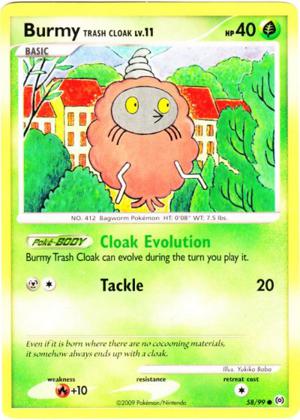 Burmy TRASH CLOAK LV.11 HP 40
BASIC
NO. 412 Bagworm Pokémon HT: 0'08" WT: 7.5 lbs.
Poké-BODY Cloak Evolution
Burmy Trash Cloak can evolve during the turn you play it.
Tackle 20
Even if it is born where there are no cocooning materials,
it somehow always ends up with a cloak.
Illus. Yukiko Baba
weakness resistance retreat cost
+10
©2009 Pokémon/Nintendo 58/99